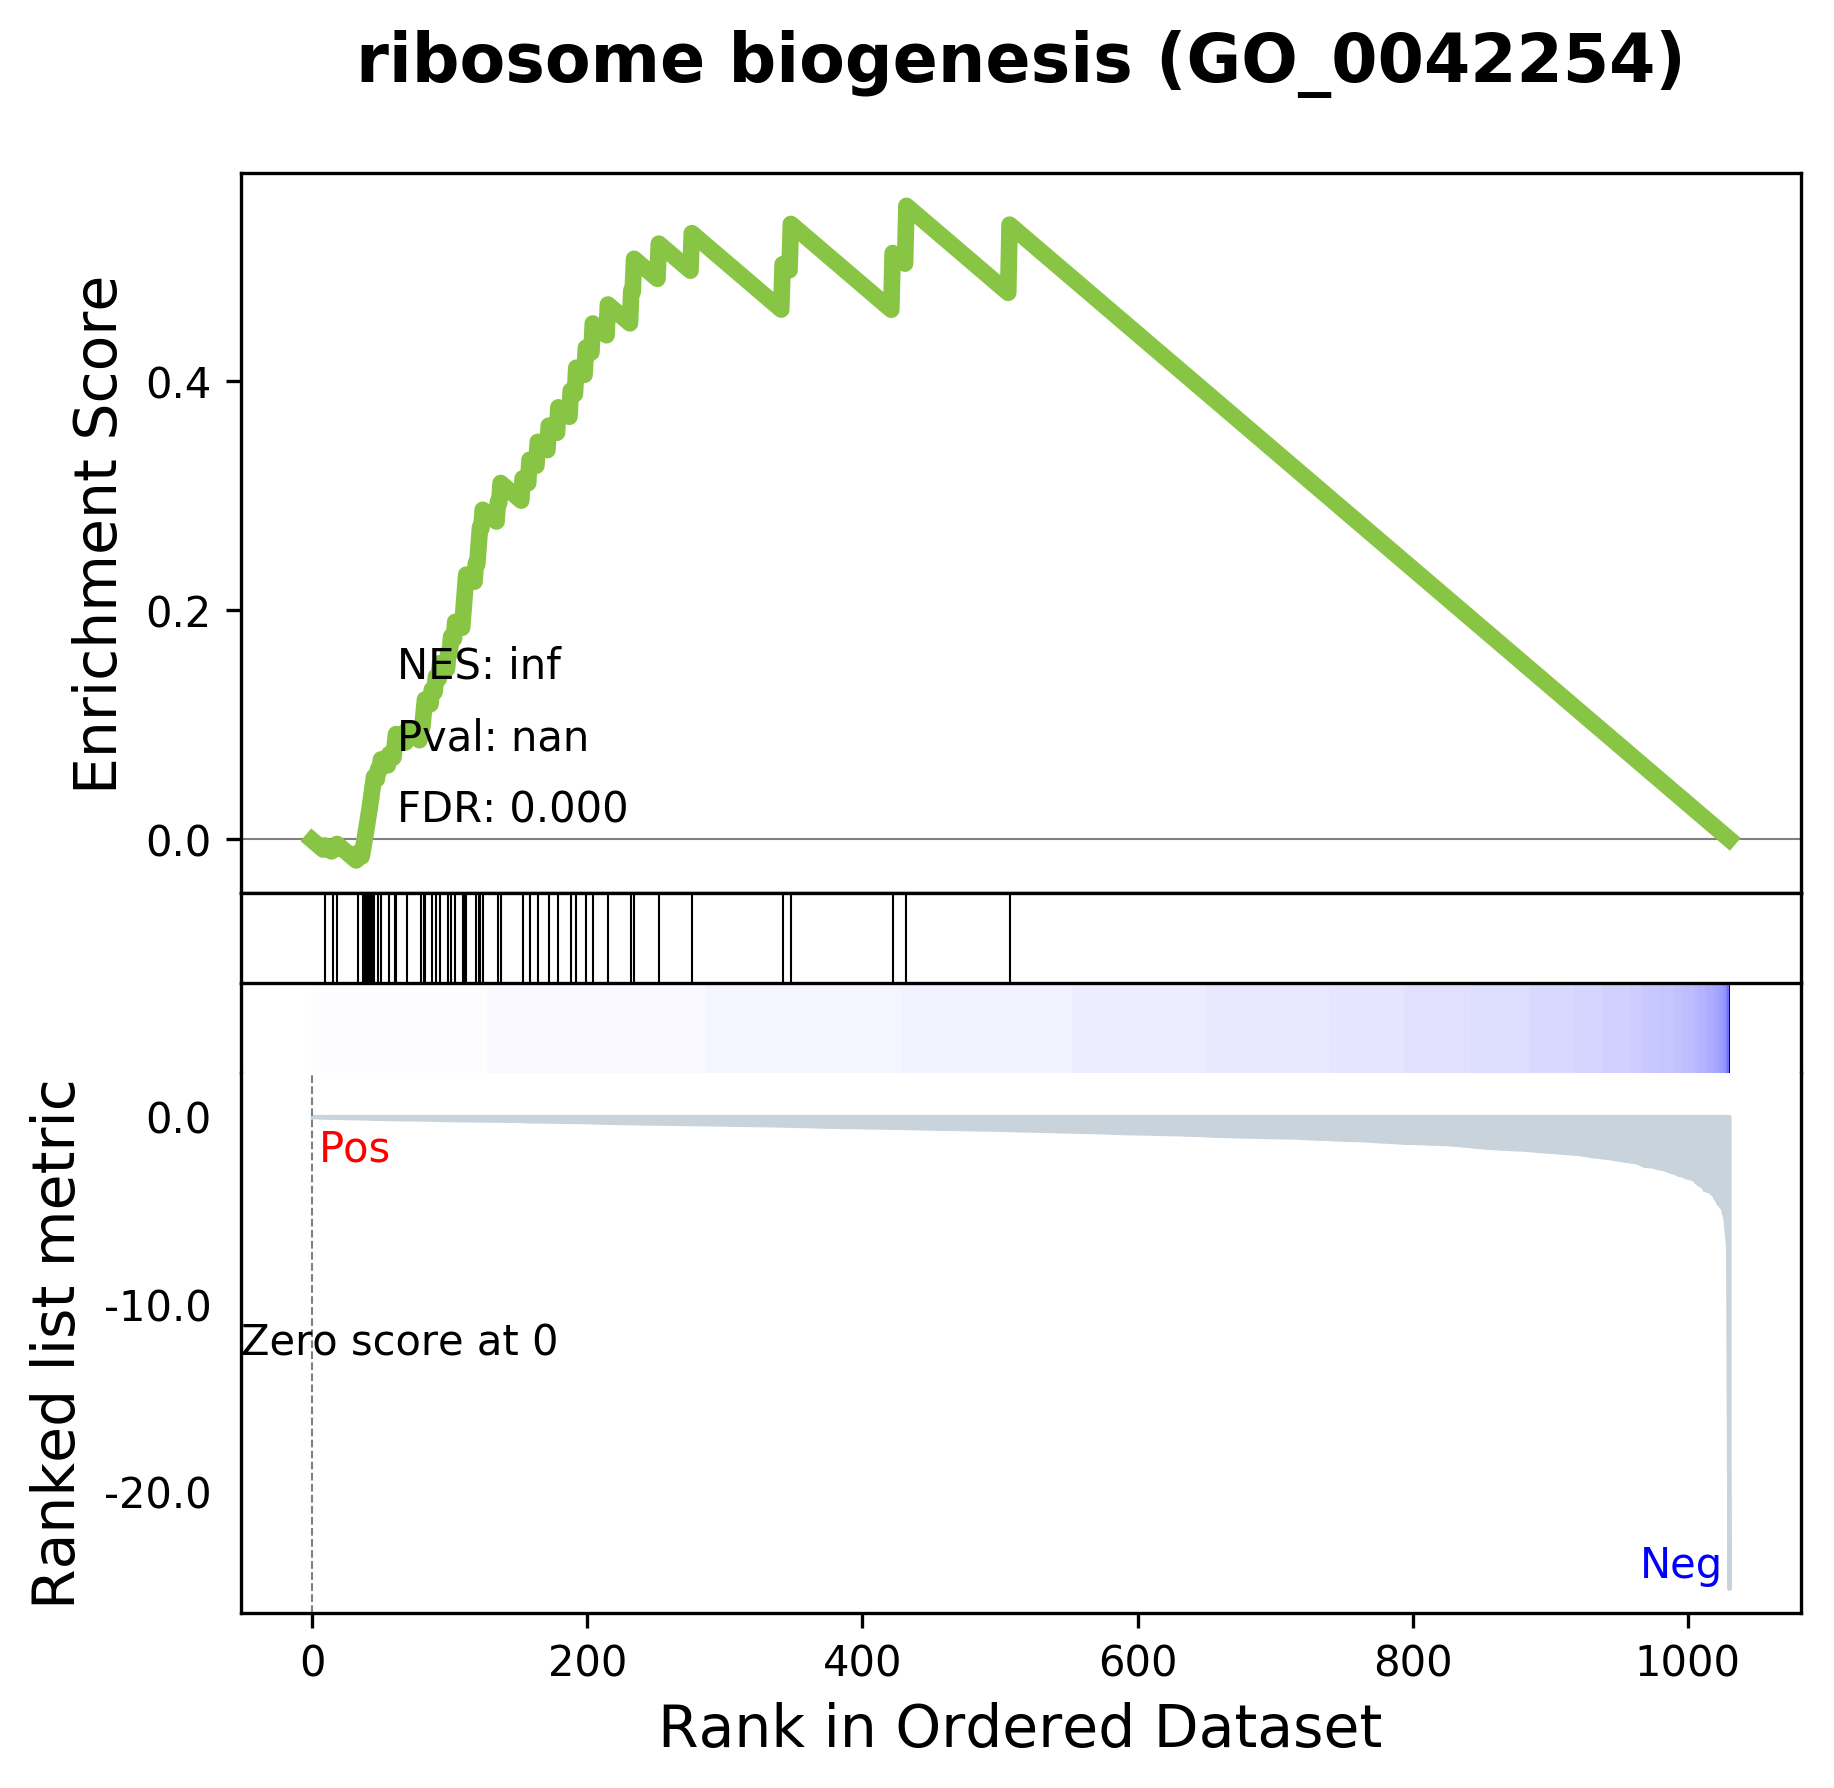 ribosome biogenesis (GO_0042254)
Enrichment Score
0.4
0.2
0.0
NES: inf
Pval: nan
FDR: 0.000
Ranked list metric
0.0
-10.0
-20.0
Pos
Zero score at 0
Neg
0 200 400 600 800 1000
Rank in Ordered Dataset